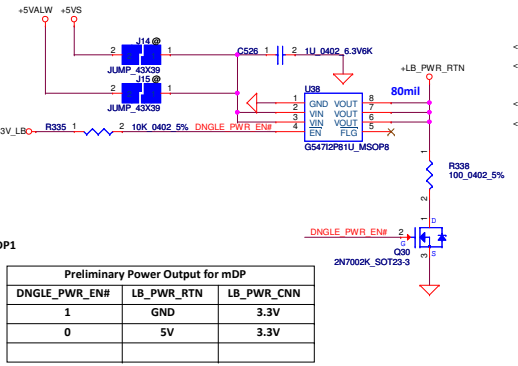 +5VALW +5VS
J14 @
2 1
JUMP_43X39
J15 @
2 1
JUMP_43X39
C526 1 2 1U_0402_6.3V6K
+LB_PWR_RTN
80mil
U38
1 GND VOUT 8
2 VIN VOUT 7
3 VIN VOUT 6
4 EN FLG 5
G547I2P81U_MSOP8
3V_LB R335 1 2 10K_0402_5% DNGLE_PWR_EN#
1
R338
100_0402_5%
2
DNGLE_PWR_EN# 2
G
1 D
S
3
Q30
2N7002K_SOT23-3
OP1
Preliminary Power Output for mDP
DNGLE_PWR_EN# LB_PWR_RTN LB_PWR_CNN
1 GND 3.3V
0 5V 3.3V